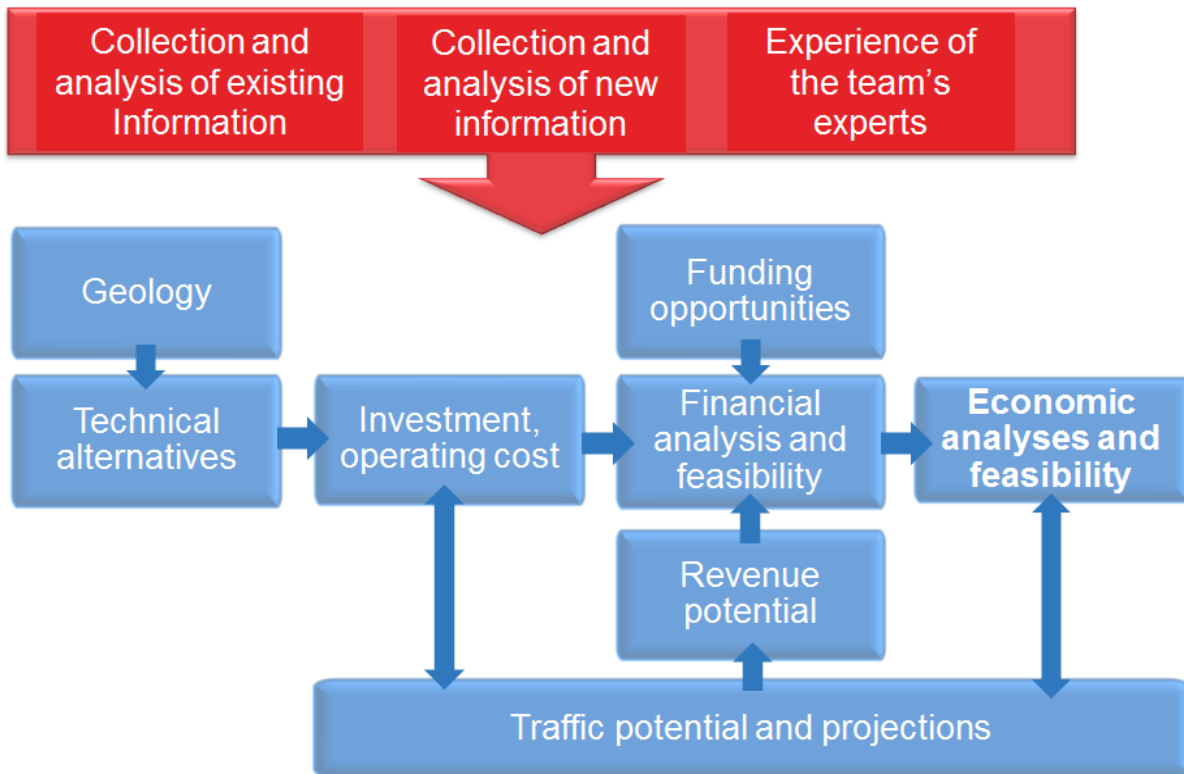 Collection and
analysis of existing
Information
Collection and
analysis of new
information
Experience of
the team’s
experts
Geology
Funding
opportunities
Technical
alternatives
Investment,
operating cost
Financial
analysis and
feasibility
Economic
analyses and
feasibility
Revenue
potential
Traffic potential and projections